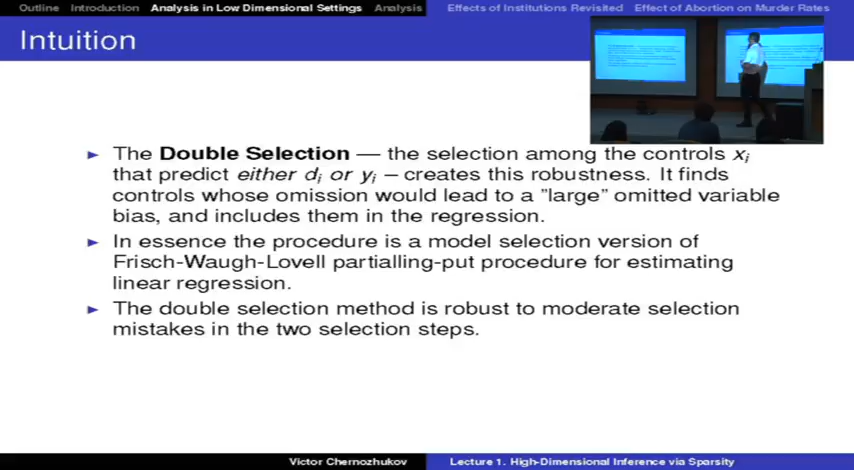 Outline Introduction Analysis in Low Dimensional Settings Analysis Effects of Institutions Revisited Effect of Abortion on Murder Rates
Intuition
The Double Selection — the selection among the controls xi
that predict either di or yi – creates this robustness. It finds
controls whose omission would lead to a "large" omitted variable
bias, and includes them in the regression.
In essence the procedure is a model selection version of
Frisch-Waugh-Lovell partialling-put procedure for estimating
linear regression.
The double selection method is robust to moderate selection
mistakes in the two selection steps.
Victor Chernozhukov Lecture 1. High-Dimensional Inference via Sparsity